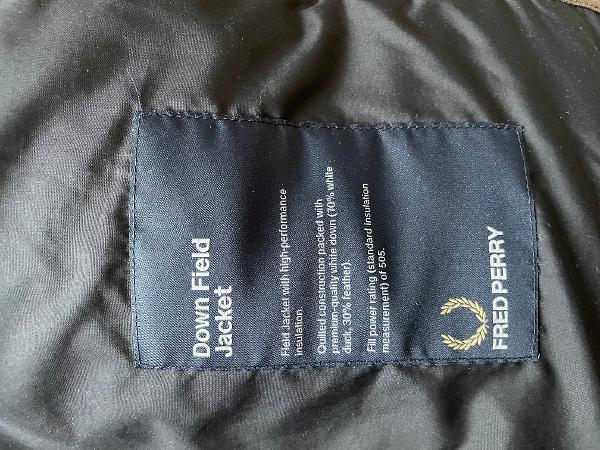 Down Field
Jacket
Field Jacket with high-performance
insulation.
Quilted construction packed with
premium-quality white down (70% white
duck, 30% feather).
Fill power rating (standard insulation
measurement) of 505.
FRED PERRY